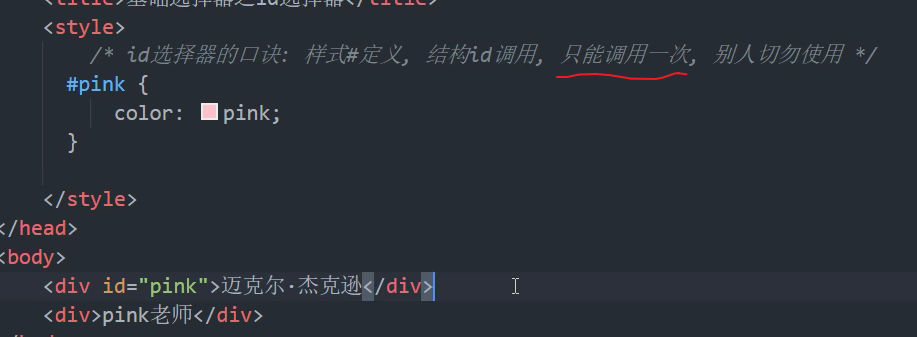 <title>基础选择器之id选择器</title>
<style>
/* id选择器的口诀: 样式#定义, 结构id调用, 只能调用一次, 别人切勿使用 */
#pink {
color: pink;
}
</style>
</head>
<body>
<div id="pink">迈克尔·杰克逊</div>
<div>pink老师</div>